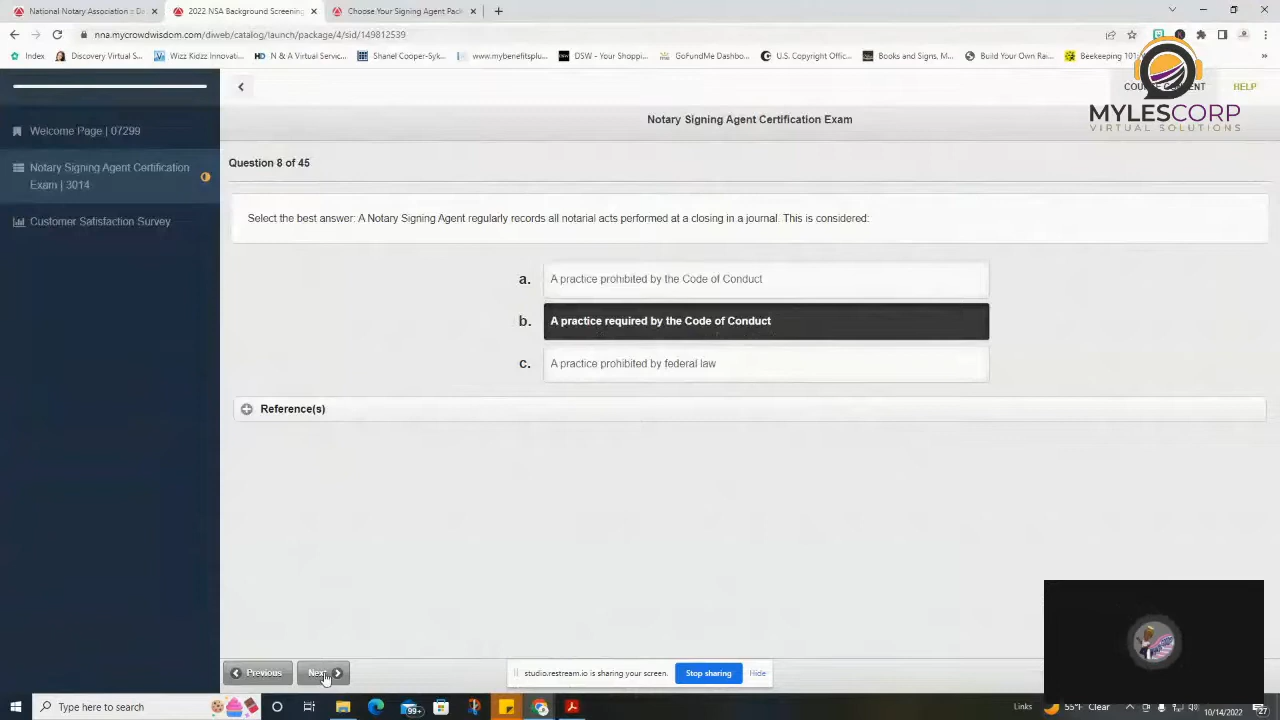 National Notary Association :: Da
2022 NSA Background Screening
Choose Your Signing Agent Pack
nna.mycrowdwisdom.com/diweb/catalog/launch/package/4/sid/149812539
Index
Discovery Virtual S...
Wizz Kidz Invent...
N & A Virtual Servic...
Shanel Cooper-Syk...
www.mybenefitsplu...
DSW - Your Shoppi...
GoFundMe Dashbo...
U.S. Copyright Offic...
Books and Signs, M...
Build Your Own Ra...
Beekeeping 101:
HELP
MYLESCORP
VIRTUAL SOLUTIONS
Welcome Page | 07299
Notary Signing Agent Certification
Exam | 3014
Customer Satisfaction Survey
Notary Signing Agent Certification Exam
Question 8 of 45
Select the best answer: A Notary Signing Agent regularly records all notarial acts performed at a closing in a journal. This is considered:
a. A practice prohibited by the Code of Conduct
b. A practice required by the Code of Conduct
c. A practice prohibited by federal law
Reference(s)
Previous
Next
studio.restream.io is sharing your screen.
Stop sharing
Hide
Type here to search
99+
Links
55°F Clear
10/14/2022
27